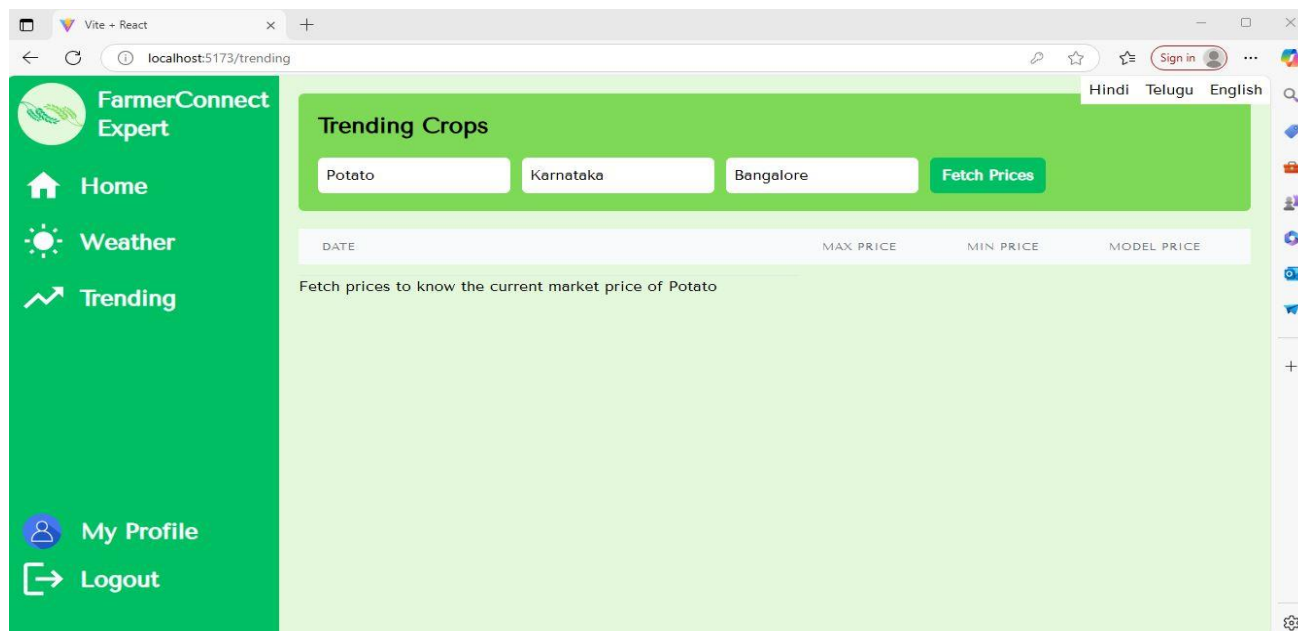 Vite + React
localhost:5173/trending
Sign in
Hindi Telugu English
FarmerConnect
Expert
Home
Weather
Trending
My Profile
Logout
Trending Crops
Potato Karnataka Bangalore Fetch Prices
DATE MAX PRICE MIN PRICE MODEL PRICE
Fetch prices to know the current market price of Potato